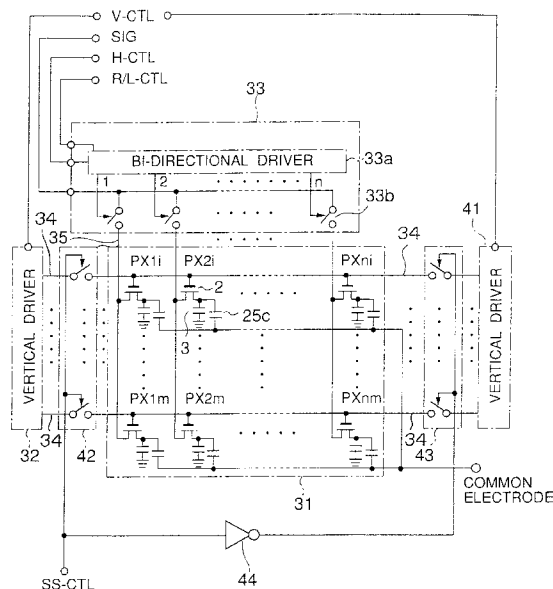 V-CTL
SIG
H-CTL
R/L-CTL
33
BI-DIRECTIONAL DRIVER
33a
1 2 n
33b
41
34 35 PX1i PX2i PXni 34
2
25c
3
VERTICAL DRIVER
VERTICAL DRIVER
PX1m PX2m PXnm
34 34
32 42 43
31
COMMON
ELECTRODE
44
SS-CTL